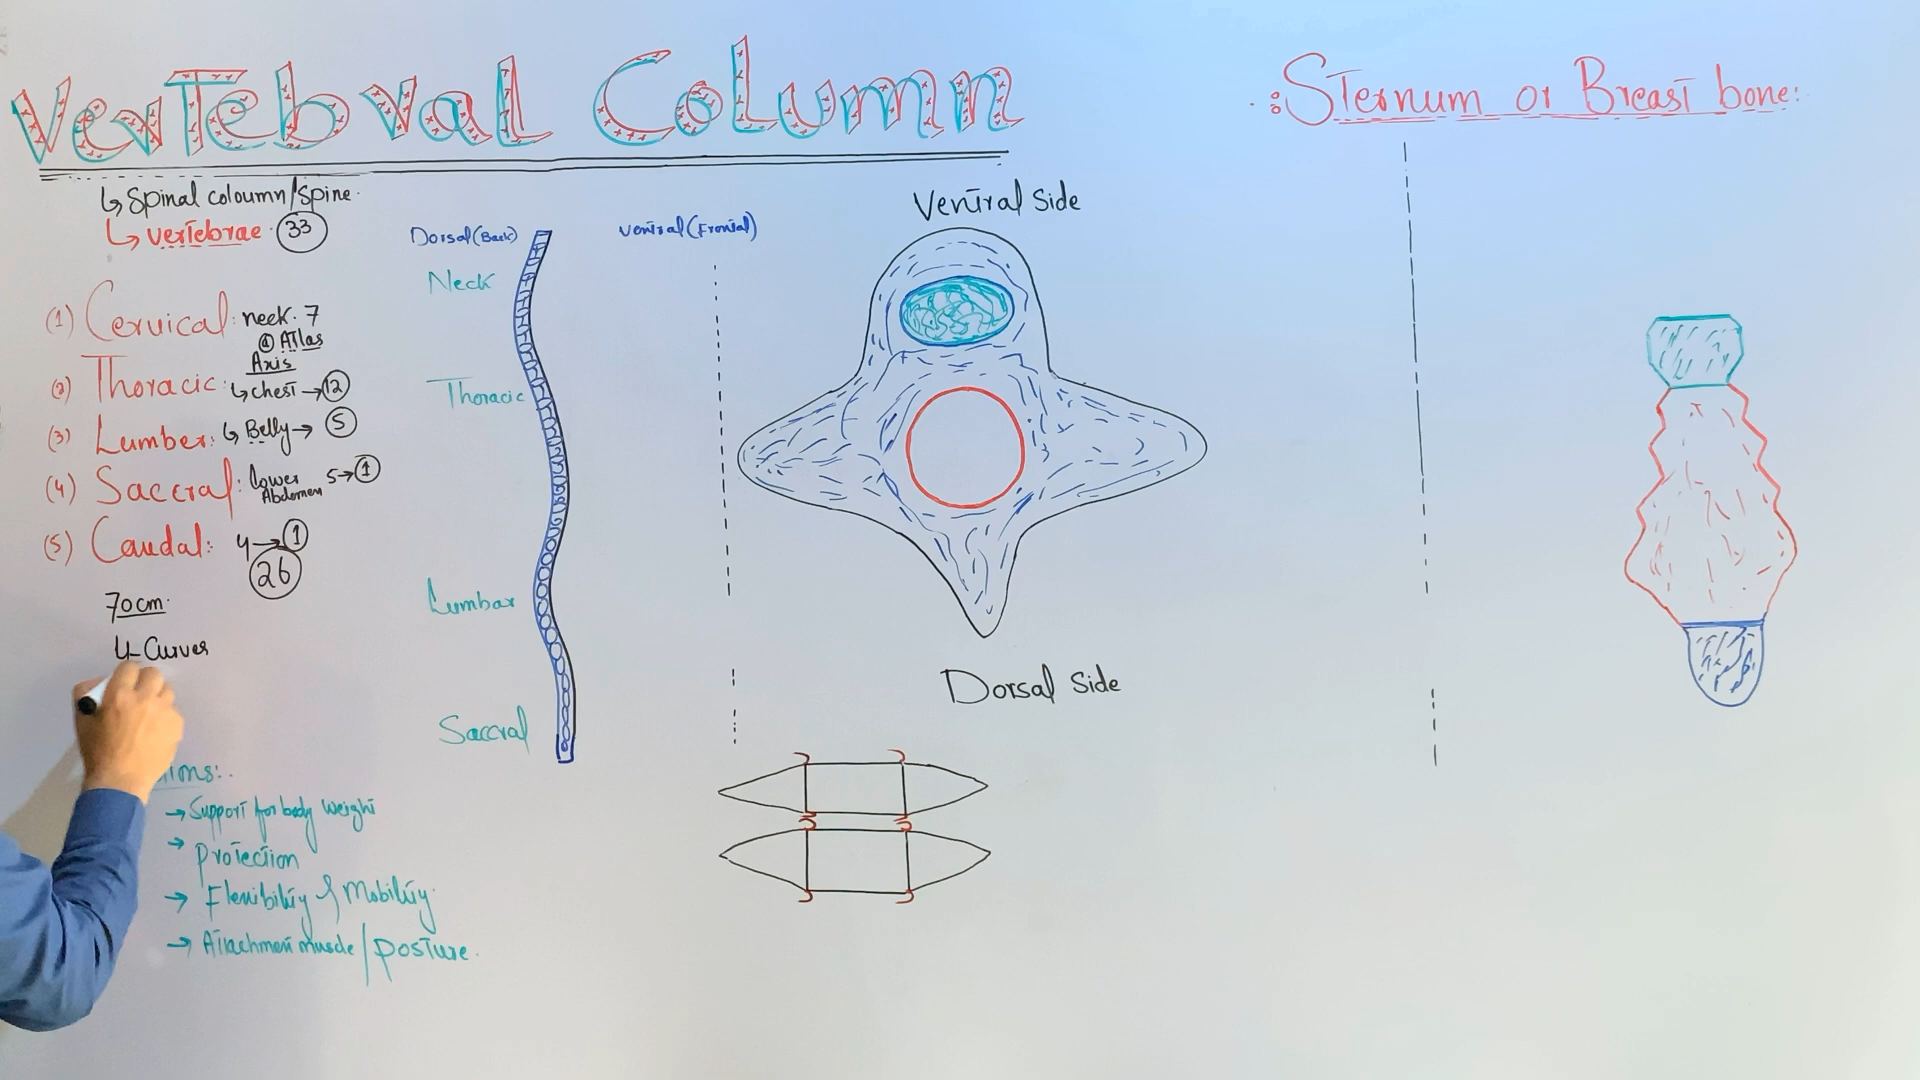 Vertebral Column
Sternum or Breast bone:
↳ Spinal coloumn/Spine.
↳ vertebrae. 33
(1) Cervical: neek. 7
① Atlas
Axis
(2) Thoracic: ↳ chest → 12
(3) Lumber: ↳ Belly → 5
(4) Saccral: lower Abdomen 5→1
(5) Caudal: 4→1
26
70cm.
4-Curves
tions:
→ Support for body weight
→ Protection
→ Flexibility & Mobility.
→ Attachment muscle / Posture.
Dorsal (Back)
Ventral (Frontal)
Neck
Thoracic
Lumbar
Saccral
Ventral Side
Dorsal Side